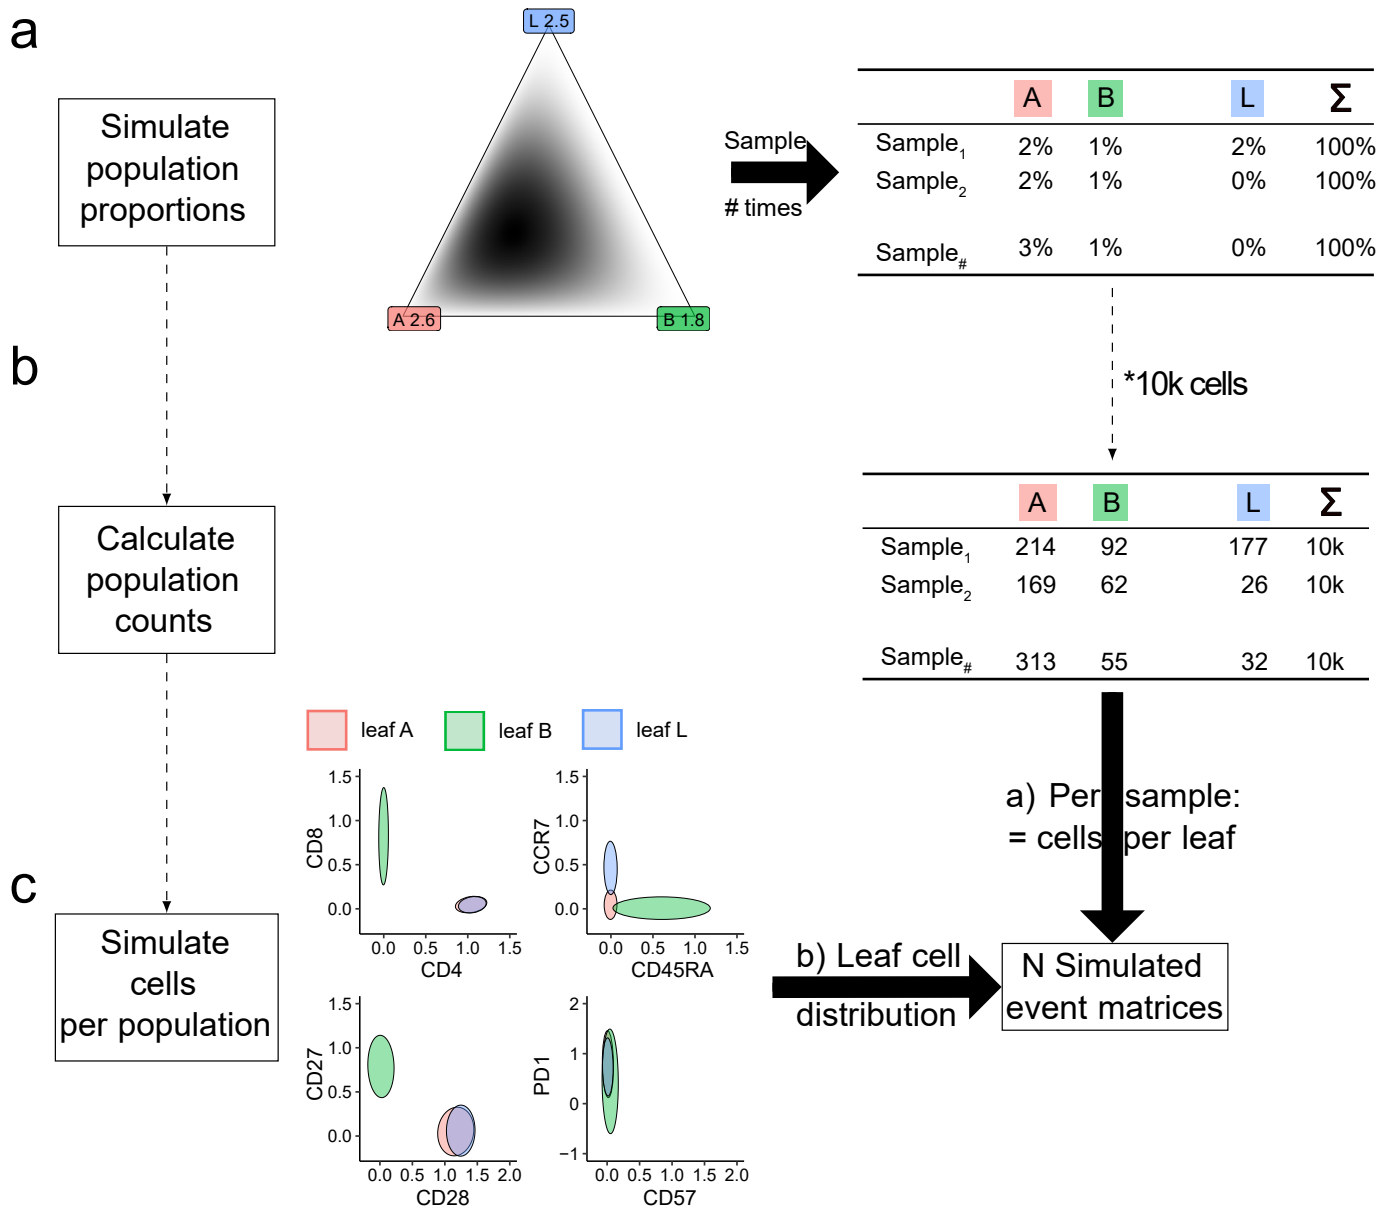 a
Simulate
population
proportions
L 2.5
A 2.6
B 1.8
Sample
# times
A B L Σ
Sample1 2% 1% 2% 100%
Sample2 2% 1% 0% 100%
Sample# 3% 1% 0% 100%
b
*10k cells
Calculate
population
counts
A B L Σ
Sample1 214 92 177 10k
Sample2 169 62 26 10k
Sample# 313 55 32 10k
leaf A leaf B leaf L
c
Simulate
cells
per population
CD8
1.5
1.0
0.5
0.0
0.0 0.5 1.0 1.5
CD4
CCR7
1.5
1.0
0.5
0.0
0.0 0.5 1.0 1.5
CD45RA
CD27
1.5
1.0
0.5
0.0
0.0 0.5 1.0 1.5 2.0
CD28
PD1
2
1
0
−1
0.0 0.5 1.0 1.5 2.0
CD57
a) Per sample:
= cells per leaf
b) Leaf cell
distribution
N Simulated
event matrices